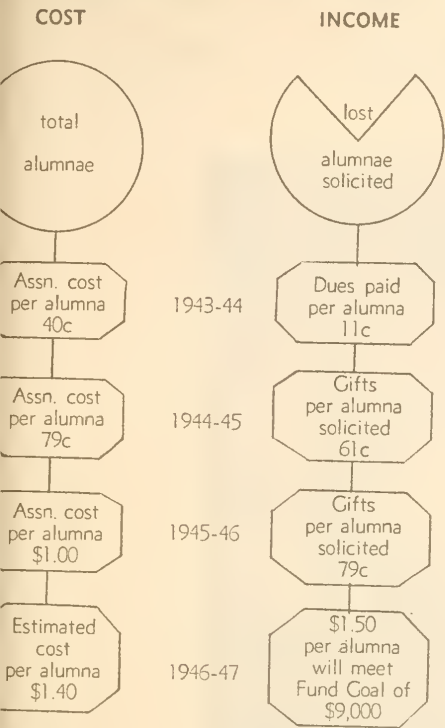 COST
INCOME
total
alumnae
lost
alumnae
solicited
Assn. cost
per alumna
40c
1943-44
Dues paid
per alumna
11c
Assn. cost
per alumna
79c
1944-45
Gifts
per alumna
solicited
61c
Assn. cost
per alumna
$1.00
1945-46
Gifts
per alumna
solicited
79c
Estimated
cost
per alumna
$1.40
1946-47
$1.50
per alumna
will meet
Fund Goal of
$9,000